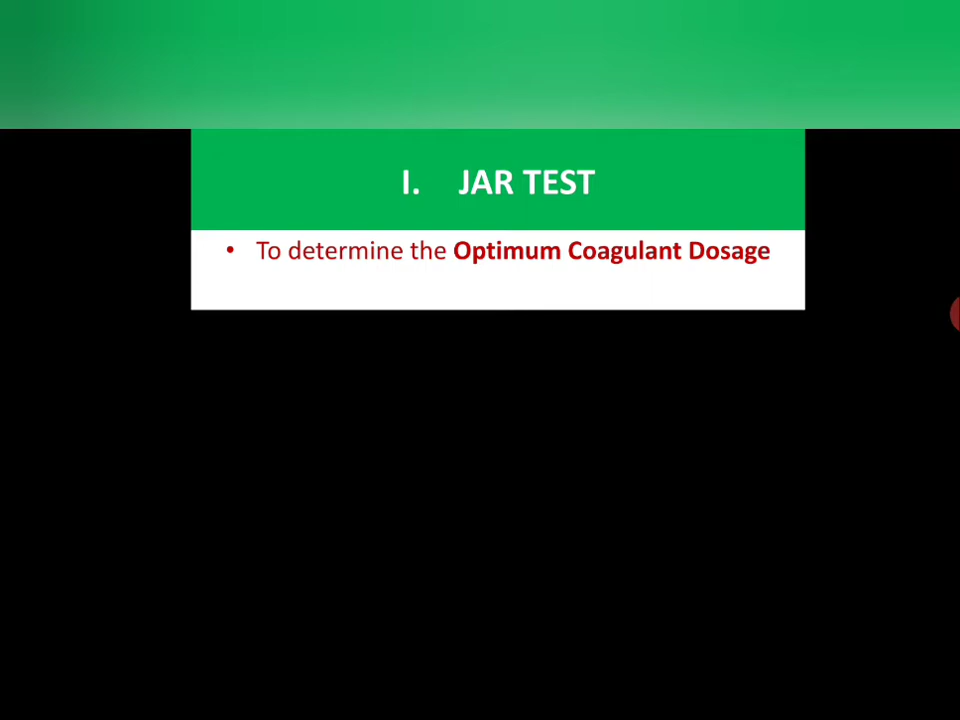 I. JAR TEST
• To determine the Optimum Coagulant Dosage